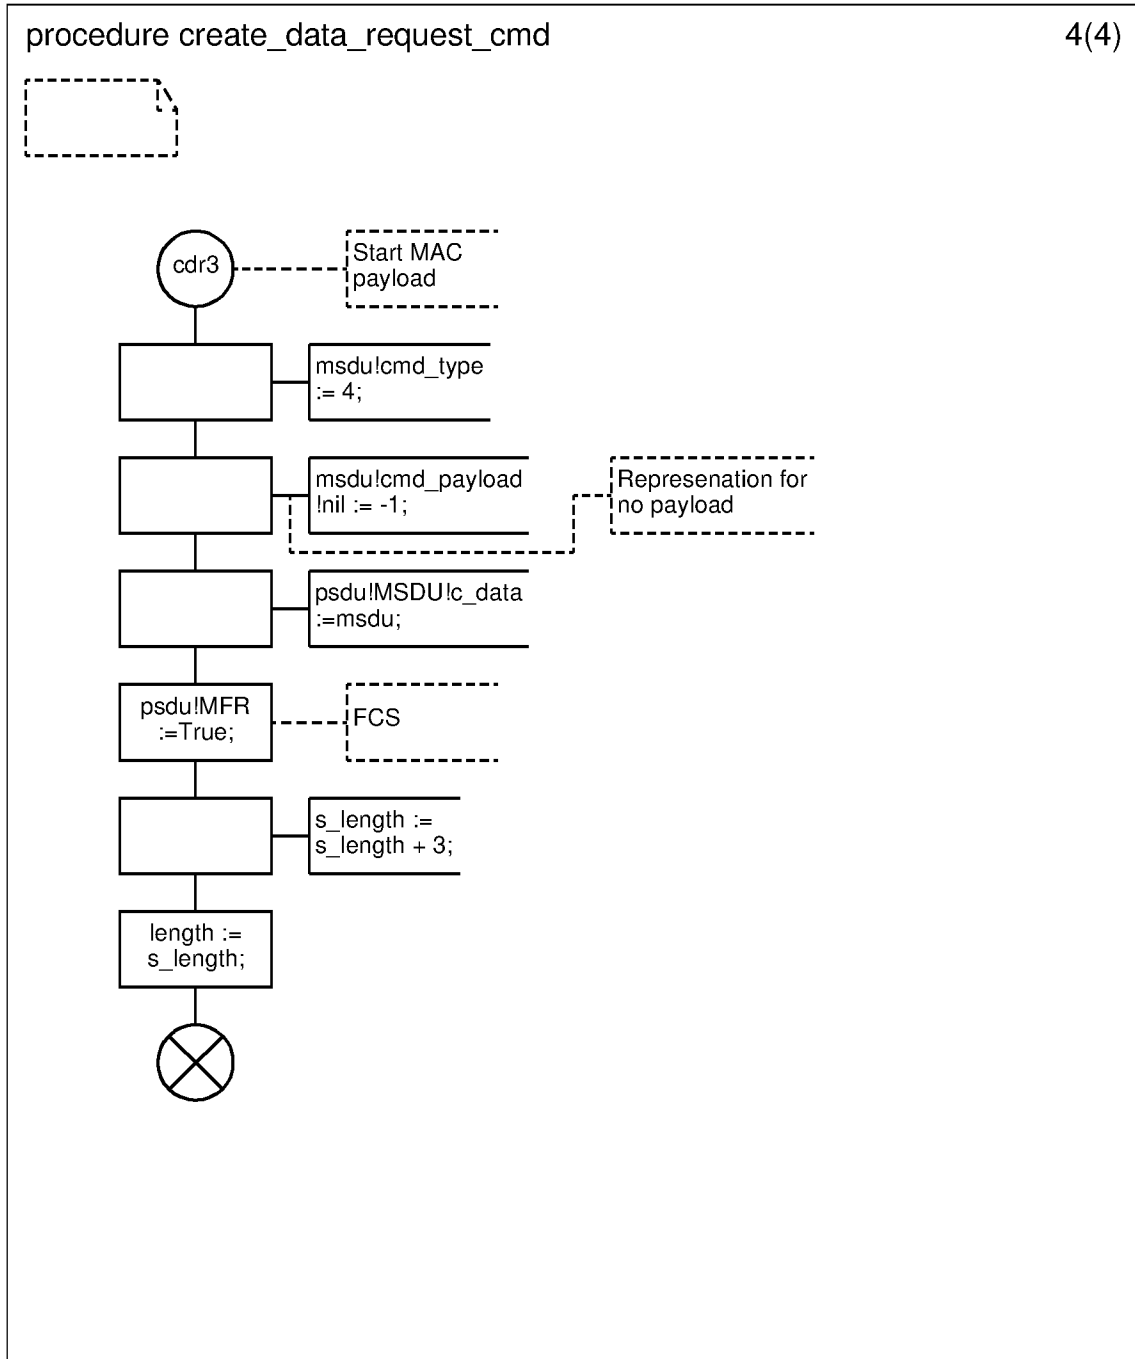 procedure create_data_request_cmd
4(4)
cdr3
Start MAC
payload
msdu!cmd_type
:= 4;
msdu!cmd_payload
!nil := -1;
Represenation for
no payload
psdu!MSDU!c_data
:=msdu;
psdu!MFR
:=True;
FCS
s_length :=
s_length + 3;
length :=
s_length;